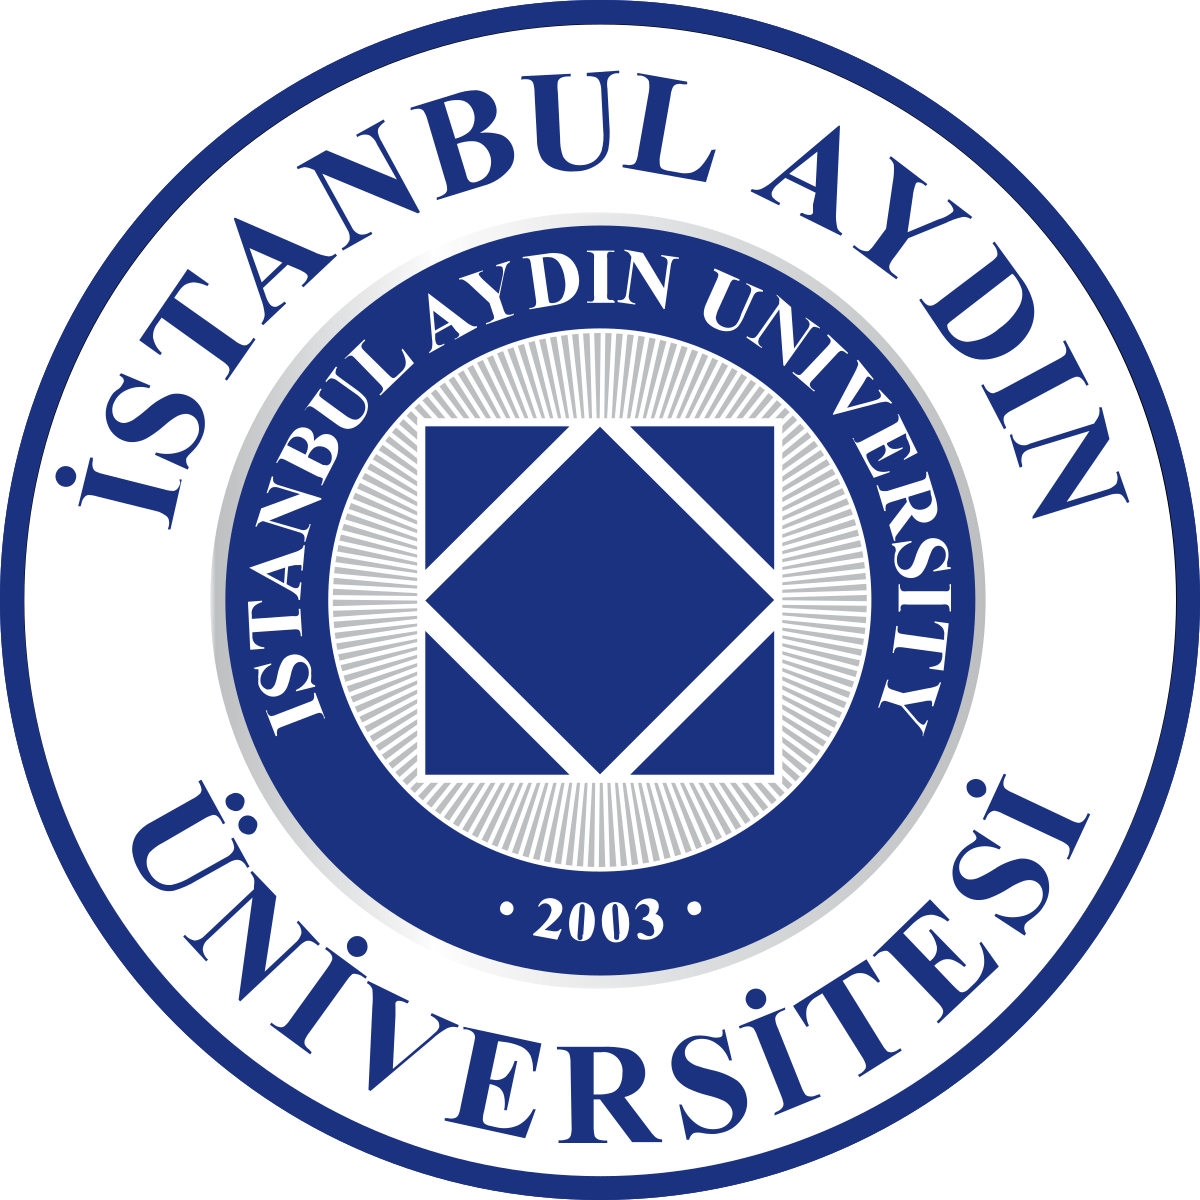 İSTANBUL AYDIN
ÜNİVERSİTESİ
ISTANBUL AYDIN UNIVERSITY
· 2003 ·